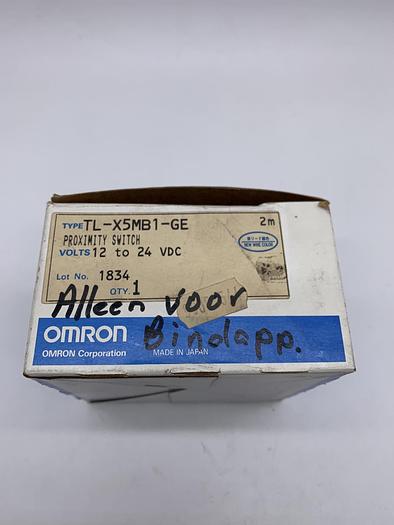 TYPE TL-X5MB1-GE 2m
PROXIMITY SWITCH
NEW WIRE COLOR
VOLTS 12 to 24 VDC
Lot No. 1834
QTY. 1
Alleen voor
Bindapp.
OMRON
OMRON Corporation MADE IN JAPAN